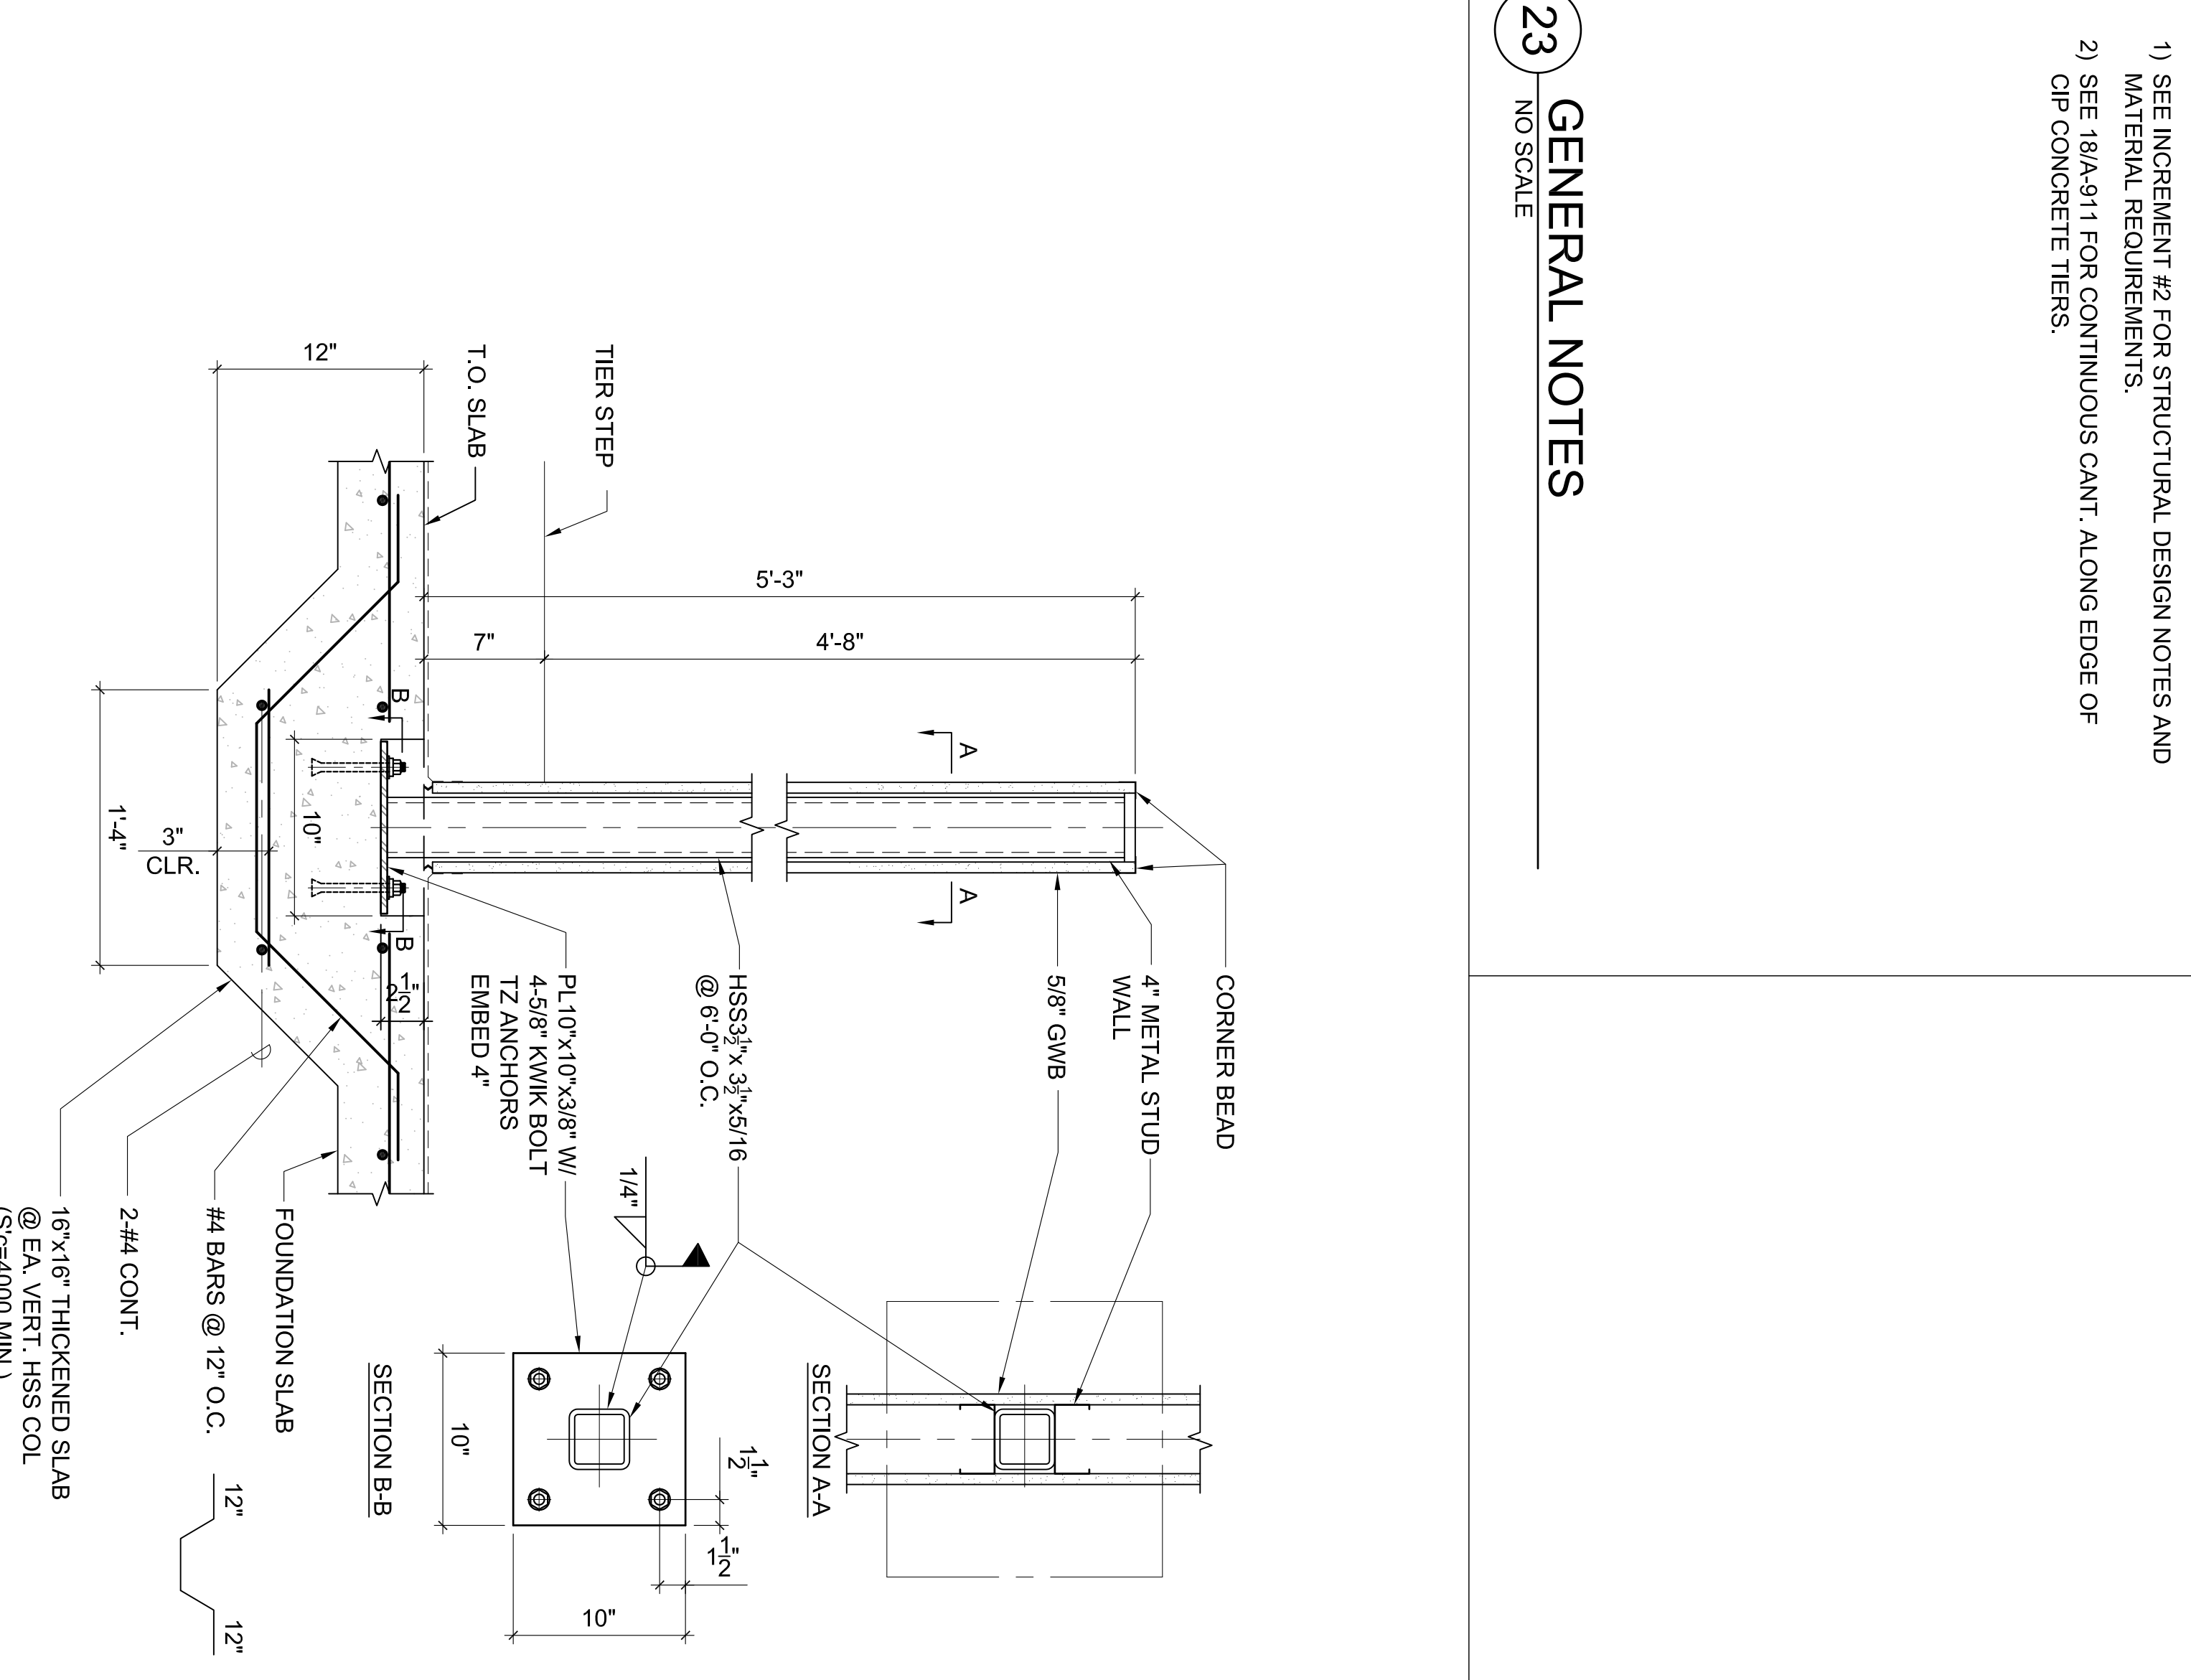 1) SEE INCREMENT #2 FOR STRUCTURAL DESIGN NOTES AND
MATERIAL REQUIREMENTS.
2) SEE 18/A-911 FOR CONTINUOUS CANT. ALONG EDGE OF
CIP CONCRETE TIERS.
23
GENERAL NOTES
NO SCALE
CORNER BEAD
4" METAL STUD
WALL
5/8" GWB
HSS3 1/2"x 3 1/2"x5/16
@ 6'-0" O.C.
PL10"x10"x3/8" W/
4-5/8" KWIK BOLT
TZ ANCHORS
EMBED 4"
TIER STEP
T.O. SLAB
12"
5'-3"
4'-8"
7"
A
A
B
B
10"
2 1/2"
3"
CLR.
1'-4"
1/4"
SECTION A-A
1 1/2"
1 1/2"
10"
10"
SECTION B-B
FOUNDATION SLAB
#4 BARS @ 12" O.C.
12"
12"
2-#4 CONT.
16"x16" THICKENED SLAB
@ EA. VERT. HSS COL